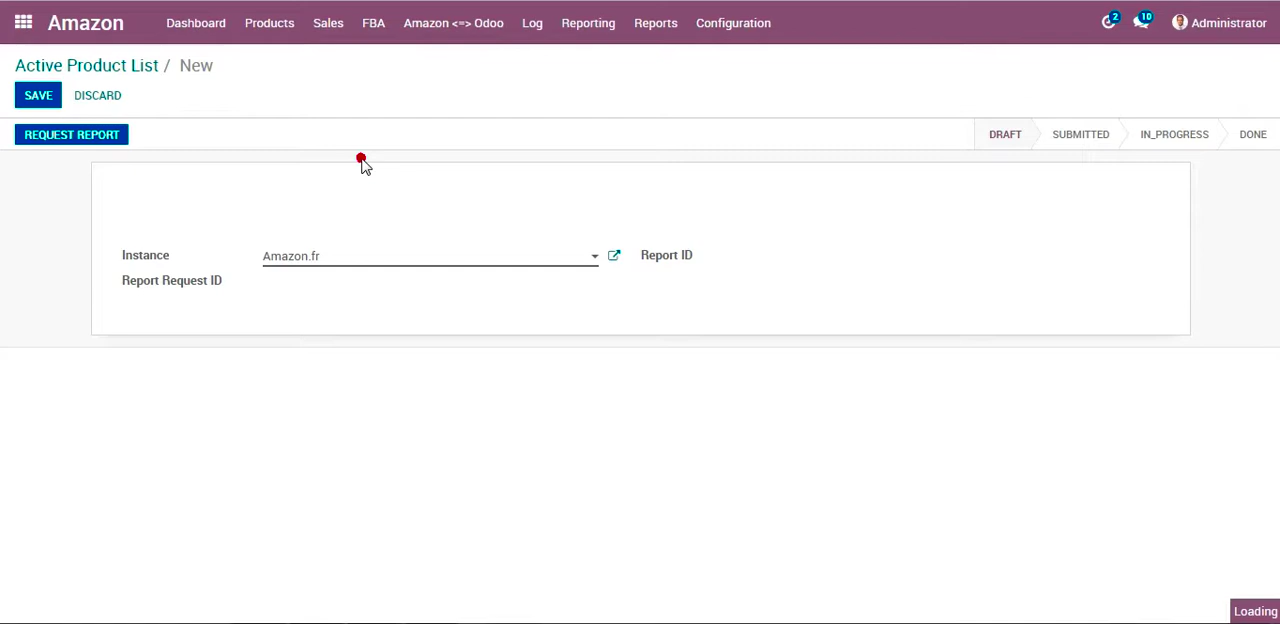 Amazon Dashboard Products Sales FBA Amazon <=> Odoo Log Reporting Reports Configuration 2 10 Administrator
Active Product List / New
SAVE DISCARD
REQUEST REPORT DRAFT SUBMITTED IN_PROGRESS DONE
Instance Amazon.fr Report ID
Report Request ID
Loading